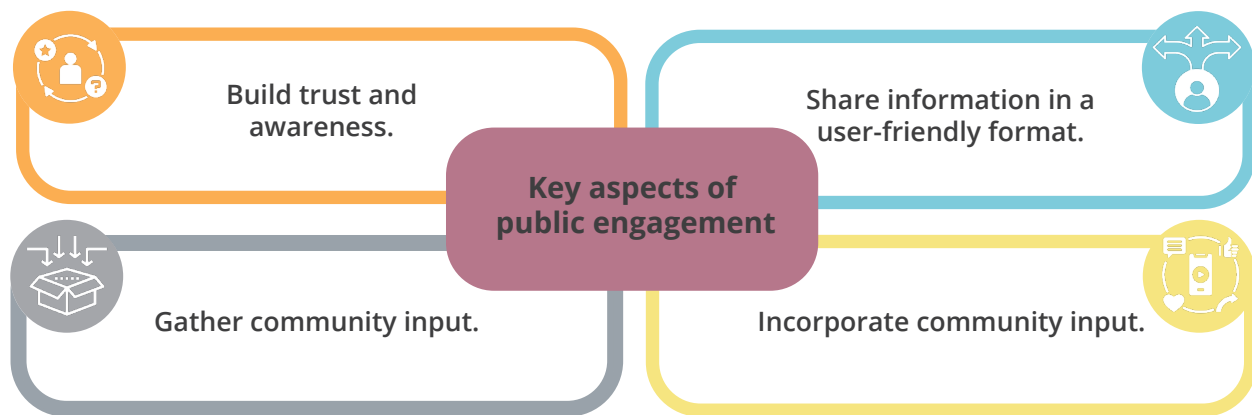 Build trust and
awareness.
Share information in a
user-friendly format.
Key aspects of
public engagement
Gather community input.
Incorporate community input.